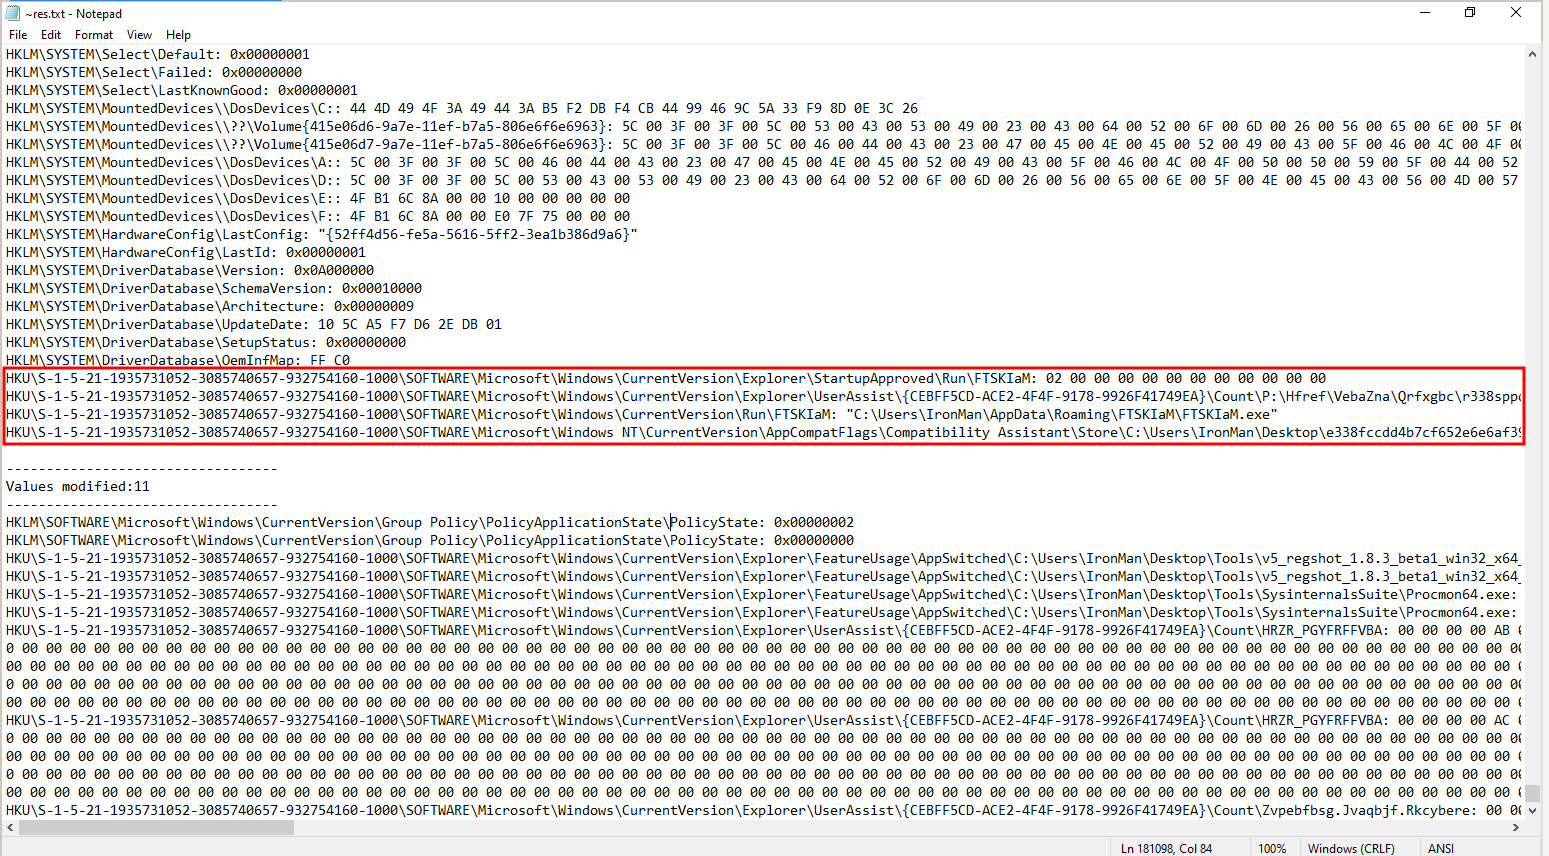 ~res.txt - Notepad
File Edit Format View Help
HKLM\SYSTEM\Select\Default: 0x00000001
HKLM\SYSTEM\Select\Failed: 0x00000000
HKLM\SYSTEM\Select\LastKnownGood: 0x00000001
HKLM\SYSTEM\MountedDevices\\DosDevices\C:: 44 4D 49 4F 3A 49 44 3A B5 F2 DB F4 CB 44 99 46 9C 5A 33 F9 8D 0E 3C 26
HKLM\SYSTEM\MountedDevices\\??\Volume{415e06d6-9a7e-11ef-b7a5-806e6f6e6963}: 5C 00 3F 00 3F 00 5C 00 53 00 43 00 53 00 49 00 23 00 43 00 64 00 52 00 6F 00 6D 00 26 00 56 00 65 00 6E 00 5F 00
HKLM\SYSTEM\MountedDevices\\??\Volume{415e06d7-9a7e-11ef-b7a5-806e6f6e6963}: 5C 00 3F 00 3F 00 5C 00 46 00 44 00 43 00 23 00 47 00 45 00 4E 00 45 00 52 00 49 00 43 00 5F 00 46 00 4C 00 4F 00
HKLM\SYSTEM\MountedDevices\\DosDevices\A:: 5C 00 3F 00 3F 00 5C 00 46 00 44 00 43 00 23 00 47 00 45 00 4E 00 45 00 52 00 49 00 43 00 5F 00 46 00 4C 00 4F 00 50 00 50 00 59 00 5F 00 44 00 52
HKLM\SYSTEM\MountedDevices\\DosDevices\D:: 5C 00 3F 00 3F 00 5C 00 53 00 43 00 53 00 49 00 23 00 43 00 64 00 52 00 6F 00 6D 00 26 00 56 00 65 00 6E 00 5F 00 4E 00 45 00 43 00 56 00 4D 00 57
HKLM\SYSTEM\MountedDevices\\DosDevices\E:: 4F B1 6C 8A 00 00 10 00 00 00 00 00
HKLM\SYSTEM\MountedDevices\\DosDevices\F:: 4F B1 6C 8A 00 00 E0 7F 75 00 00 00
HKLM\SYSTEM\HardwareConfig\LastConfig: "{52ff4d56-fe5a-5616-5ff2-3ea1b386d9a6}"
HKLM\SYSTEM\HardwareConfig\LastId: 0x00000001
HKLM\SYSTEM\DriverDatabase\Version: 0x0A000000
HKLM\SYSTEM\DriverDatabase\SchemaVersion: 0x00010000
HKLM\SYSTEM\DriverDatabase\Architecture: 0x00000009
HKLM\SYSTEM\DriverDatabase\UpdateDate: 10 5C A5 F7 D6 2E DB 01
HKLM\SYSTEM\DriverDatabase\SetupStatus: 0x00000000
HKLM\SYSTEM\DriverDatabase\OemInfMap: FF C0
HKU\S-1-5-21-1935731052-3085740657-932754160-1000\SOFTWARE\Microsoft\Windows\CurrentVersion\Explorer\StartupApproved\Run\FTSKIaM: 02 00 00 00 00 00 00 00 00 00 00 00
HKU\S-1-5-21-1935731052-3085740657-932754160-1000\SOFTWARE\Microsoft\Windows\CurrentVersion\Explorer\UserAssist\{CEBFF5CD-ACE2-4F4F-9178-9926F41749EA}\Count\P:\Hfref\VebaZna\Qrfxgbc\r338spp
HKU\S-1-5-21-1935731052-3085740657-932754160-1000\SOFTWARE\Microsoft\Windows\CurrentVersion\Run\FTSKIaM: "C:\Users\IronMan\AppData\Roaming\FTSKIaM\FTSKIaM.exe"
HKU\S-1-5-21-1935731052-3085740657-932754160-1000\SOFTWARE\Microsoft\Windows NT\CurrentVersion\AppCompatFlags\Compatibility Assistant\Store\C:\Users\IronMan\Desktop\e338fccdd4b7cf652e6e6af39
---------------------------------
Values modified:11
---------------------------------
HKLM\SOFTWARE\Microsoft\Windows\CurrentVersion\Group Policy\PolicyApplicationState\PolicyState: 0x00000002
HKLM\SOFTWARE\Microsoft\Windows\CurrentVersion\Group Policy\PolicyApplicationState\PolicyState: 0x00000000
HKU\S-1-5-21-1935731052-3085740657-932754160-1000\SOFTWARE\Microsoft\Windows\CurrentVersion\Explorer\FeatureUsage\AppSwitched\C:\Users\IronMan\Desktop\Tools\v5_regshot_1.8.3_beta1_win32_x64_
HKU\S-1-5-21-1935731052-3085740657-932754160-1000\SOFTWARE\Microsoft\Windows\CurrentVersion\Explorer\FeatureUsage\AppSwitched\C:\Users\IronMan\Desktop\Tools\v5_regshot_1.8.3_beta1_win32_x64_
HKU\S-1-5-21-1935731052-3085740657-932754160-1000\SOFTWARE\Microsoft\Windows\CurrentVersion\Explorer\FeatureUsage\AppSwitched\C:\Users\IronMan\Desktop\Tools\SysinternalsSuite\Procmon64.exe:
HKU\S-1-5-21-1935731052-3085740657-932754160-1000\SOFTWARE\Microsoft\Windows\CurrentVersion\Explorer\FeatureUsage\AppSwitched\C:\Users\IronMan\Desktop\Tools\SysinternalsSuite\Procmon64.exe:
HKU\S-1-5-21-1935731052-3085740657-932754160-1000\SOFTWARE\Microsoft\Windows\CurrentVersion\Explorer\UserAssist\{CEBFF5CD-ACE2-4F4F-9178-9926F41749EA}\Count\HRZR_PGYFRFFVBA: 00 00 00 00 AB
0 00 00 00 00 00 00 00 00 00 00 00 00 00 00 00 00 00 00 00 00 00 00 00 00 00 00 00 00 00 00 00 00 00 00 00 00 00 00 00 00 00 00 00 00 00 00 00 00 00 00 00 00 00 00 00 00 00 00 00 00 00 00 00
00 00 00 00 00 00 00 00 00 00 00 00 00 00 00 00 00 00 00 00 00 00 00 00 00 00 00 00 00 00 00 00 00 00 00 00 00 00 00 00 00 00 00 00 00 00 00 00 00 00 00 00 00 00 00 00 00 00 00 00 00 00 00
0 00 00 00 00 00 00 00 00 00 00 00 00 00 00 00 00 00 00 00 00 00 00 00 00 00 00 00 00 00 00 00 00 00 00 00 00 00 00 00 00 00 00 00 00 00 00 00 00 00 00 00 00 00 00 00 00 00 00 00 00 00 00 00
00 00 00 00 00 00 00 00 00 00 00 00 00 00 00 00 00 00 00 00 00 00 00 00 00 00 00 00 00 00 00 00 00 00 00 00 00 00 00 00 00 00 00 00 00 00 00 00 00 00 00 00 00 00 00 00 00 00 00 00 00 00 00
HKU\S-1-5-21-1935731052-3085740657-932754160-1000\SOFTWARE\Microsoft\Windows\CurrentVersion\Explorer\UserAssist\{CEBFF5CD-ACE2-4F4F-9178-9926F41749EA}\Count\HRZR_PGYFRFFVBA: 00 00 00 00 AC
00 00 00 00 00 00 00 00 00 00 00 00 00 00 00 00 00 00 00 00 00 00 00 00 00 00 00 00 00 00 00 00 00 00 00 00 00 00 00 00 00 00 00 00 00 00 00 00 00 00 00 00 00 00 00 00 00 00 00 00 00 00 00
00 00 00 00 00 00 00 00 00 00 00 00 00 00 00 00 00 00 00 00 00 00 00 00 00 00 00 00 00 00 00 00 00 00 00 00 00 00 00 00 00 00 00 00 00 00 00 00 00 00 00 00 00 00 00 00 00 00 00 00 00 00 00
0 00 00 00 00 00 00 00 00 00 00 00 00 00 00 00 00 00 00 00 00 00 00 00 00 00 00 00 00 00 00 00 00 00 00 00 00 00 00 00 00 00 00 00 00 00 00 00 00 00 00 00 00 00 00 00 00 00 00 00 00 00 00 00
00 00 00 00 00 00 00 00 00 00 00 00 00 00 00 00 00 00 00 00 00 00 00 00 00 00 00 00 00 00 00 00 00 00 00 00 00 00 00 00 00 00 00 00 00 00 00 00 00 00 00 00 00 00 00 00 00 00 00 00 00 00 00
HKU\S-1-5-21-1935731052-3085740657-932754160-1000\SOFTWARE\Microsoft\Windows\CurrentVersion\Explorer\UserAssist\{CEBFF5CD-ACE2-4F4F-9178-9926F41749EA}\Count\Zvpebfbsg.Jvaqbjf.Rkcybere: 00 00
Ln 181098, Col 84 100% Windows (CRLF) ANSI